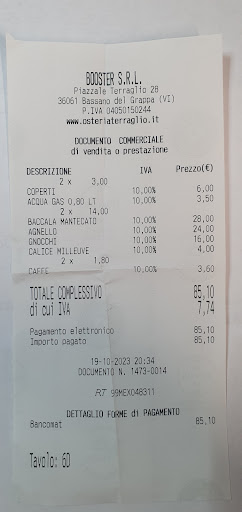 BOOSTER S.R.L.
Piazzale Terraglio 28
36061 Bassano del Grappa (VI)
P.IVA 04050150244
www.osteriaterraglio.it
DOCUMENTO COMMERCIALE
di vendita o prestazione
DESCRIZIONE IVA Prezzo(€)
2 x 3,00
COPERTI 10,00% 6,00
ACQUA GAS 0,80 LT 10,00% 3,50
2 x 14,00
BACCALA MANTECATO 10,00% 28,00
AGNELLO 10,00% 24,00
GNOCCHI 10,00% 16,00
CALICE MILLEUVE 10,00% 4,00
2 x 1,80
CAFFE 10,00% 3,60
TOTALE COMPLESSIVO 85,10
di cui IVA 7,74
Pagamento elettronico 85,10
Importo pagato 85,10
19-10-2023 20:34
DOCUMENTO N. 1473-0014
RT 99MEX048311
DETTAGLIO FORME di PAGAMENTO
Bancomat 85,10
Tavolo: 60